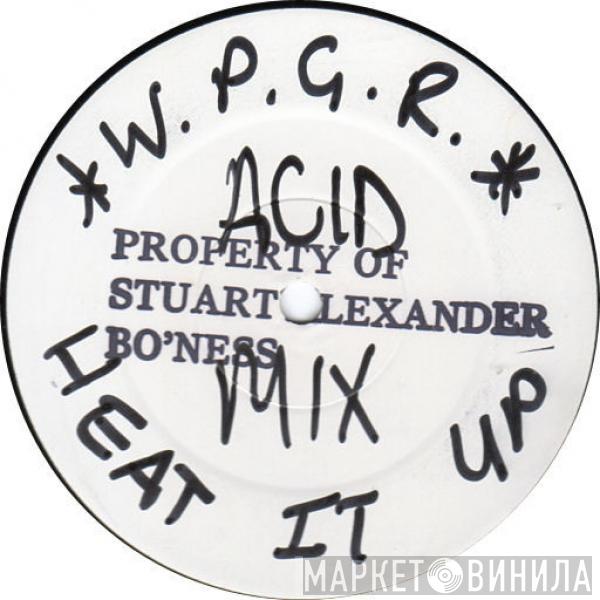 *W.P.G.R.*
ACID
PROPERTY OF
STUART ALEXANDER
BO'NESS
MIX
HEAT IT UP
МАРКЕТ ВИНИЛА